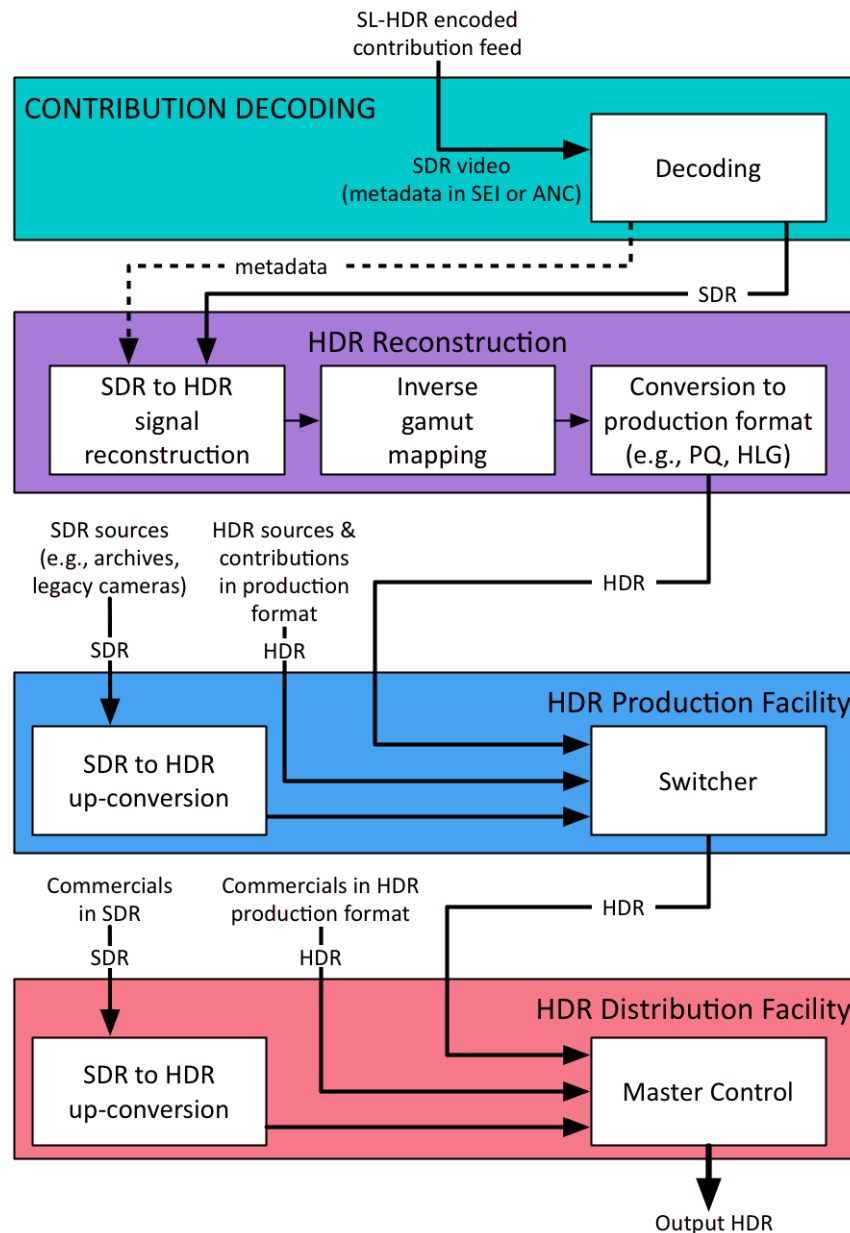 SL-HDR encoded
contribution feed
CONTRIBUTION DECODING
SDR video
(metadata in SEI or ANC)
Decoding
metadata
SDR
HDR Reconstruction
SDR to HDR
signal
reconstruction
Inverse
gamut
mapping
Conversion to
production format
(e.g., PQ, HLG)
SDR sources
(e.g., archives,
legacy cameras)
HDR sources &
contributions
in production
format
HDR
SDR
HDR
HDR Production Facility
SDR to HDR
up-conversion
Switcher
Commercials
in SDR
Commercials in HDR
production format
HDR
SDR
HDR
HDR Distribution Facility
SDR to HDR
up-conversion
Master Control
Output HDR